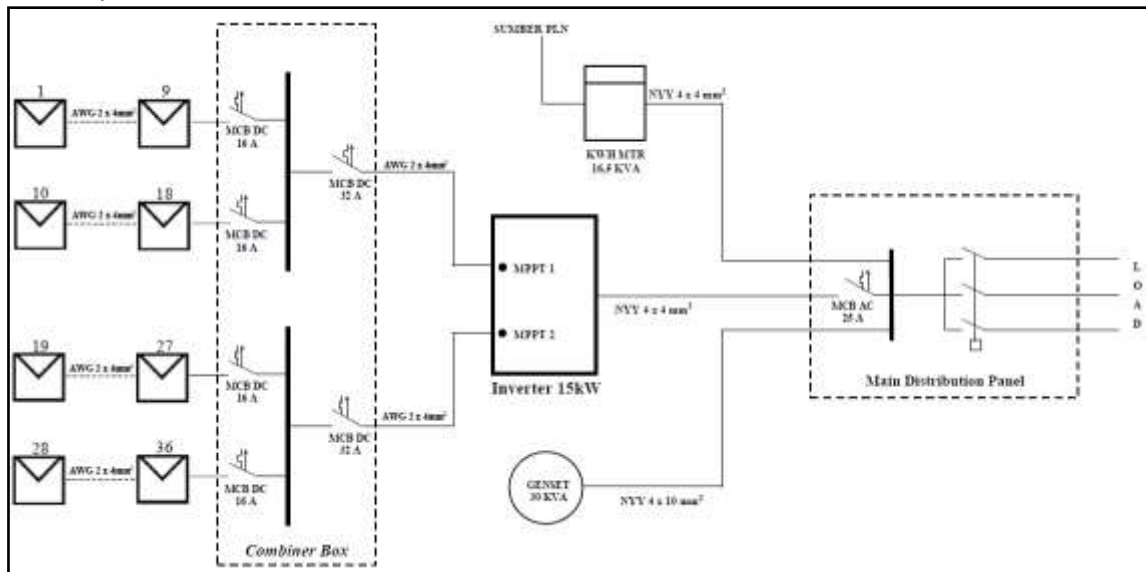 SUMBER PLN
1
9
AWG 2 x 4mm²
MCB DC
16 A
NYY 4 x 4 mm²
KWH MTR
16,5 KVA
MCB DC
32 A
AWG 2 x 4mm²
10
18
AWG 2 x 4mm²
MCB DC
16 A
MPPT 1
MPPT 2
NYY 4 x 4 mm²
MCB AC
25 A
L
O
A
D
19
27
AWG 2 x 4mm²
MCB DC
16 A
Inverter 15kW
Main Distribution Panel
MCB DC
32 A
AWG 2 x 4mm²
28
36
AWG 2 x 4mm²
MCB DC
16 A
GENSET
NYY 4 x 10 mm²
Combiner Box